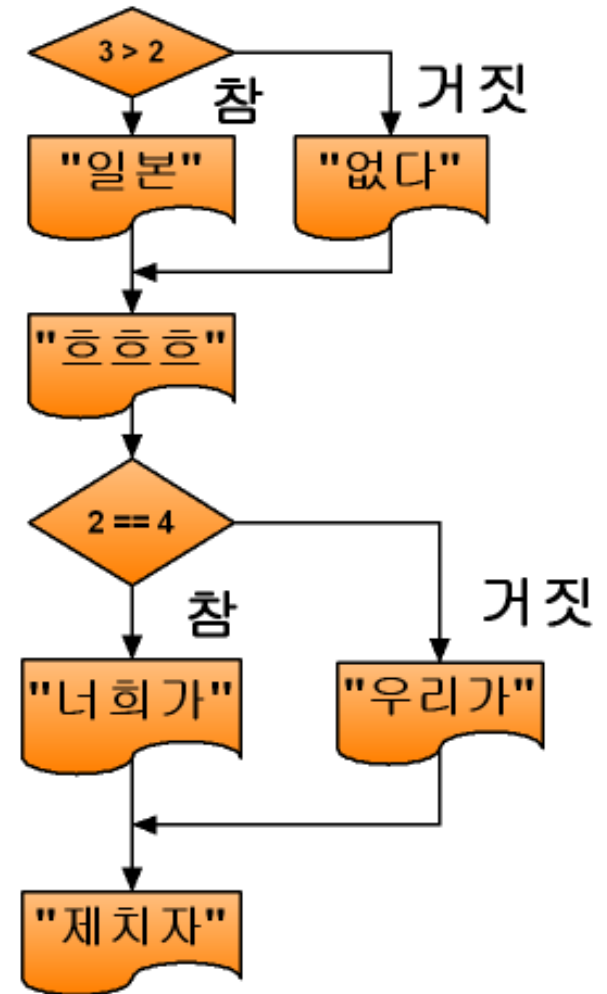 3 > 2
참
거짓
"일본"
"없다"
"흐흐흐"
2 == 4
참
거짓
"너희가"
"우리가"
"제치자"